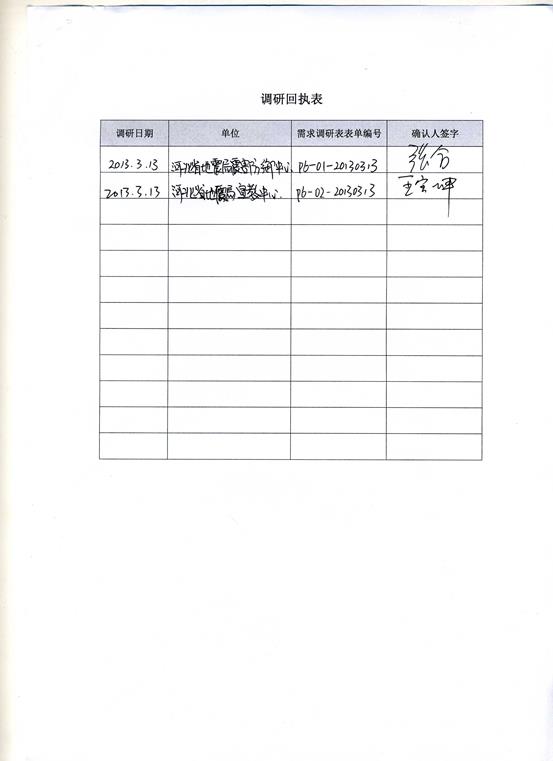 调研回执表
调研日期 单位 需求调研表表单编号 确认人签字
2013.3.13 河北省地震局震害防御中心 pb-01-20130313 张合
2013.3.13 河北省地震局宣教中心. pb-02-20130313 王宝坤